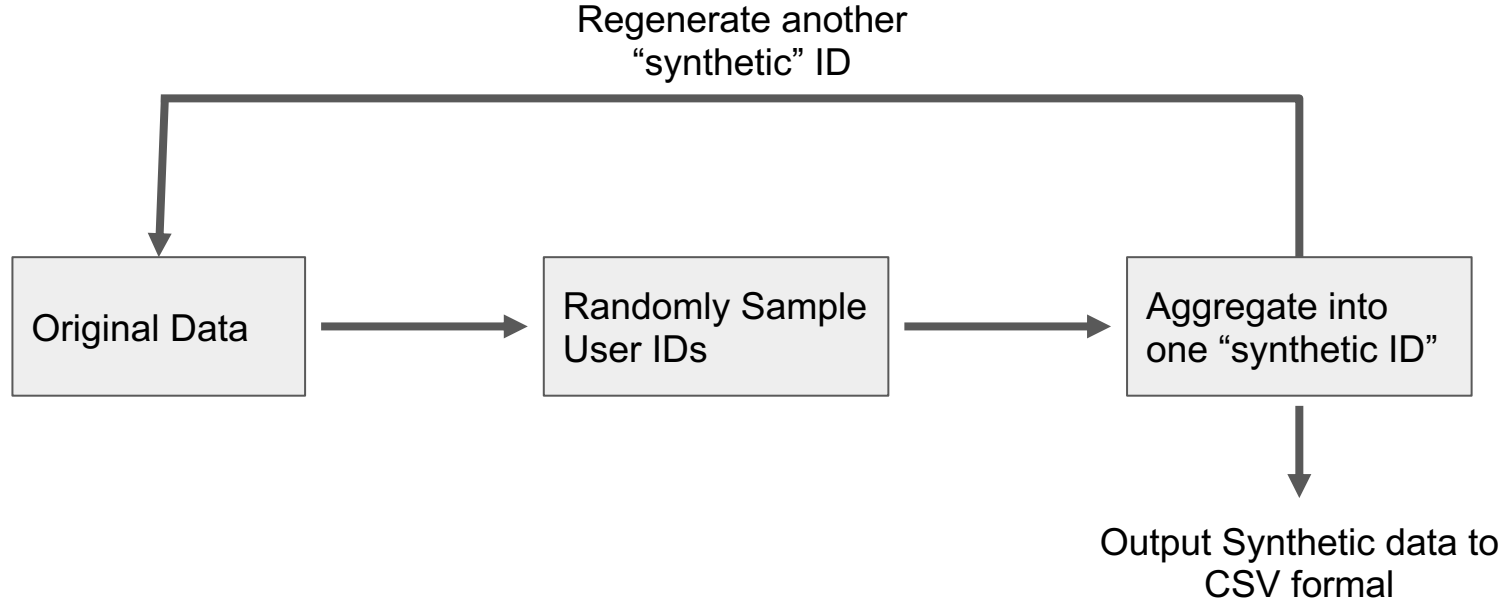 Regenerate another
“synthetic” ID
Original Data
Randomly Sample
User IDs
Aggregate into
one “synthetic ID”
Output Synthetic data to
CSV formal